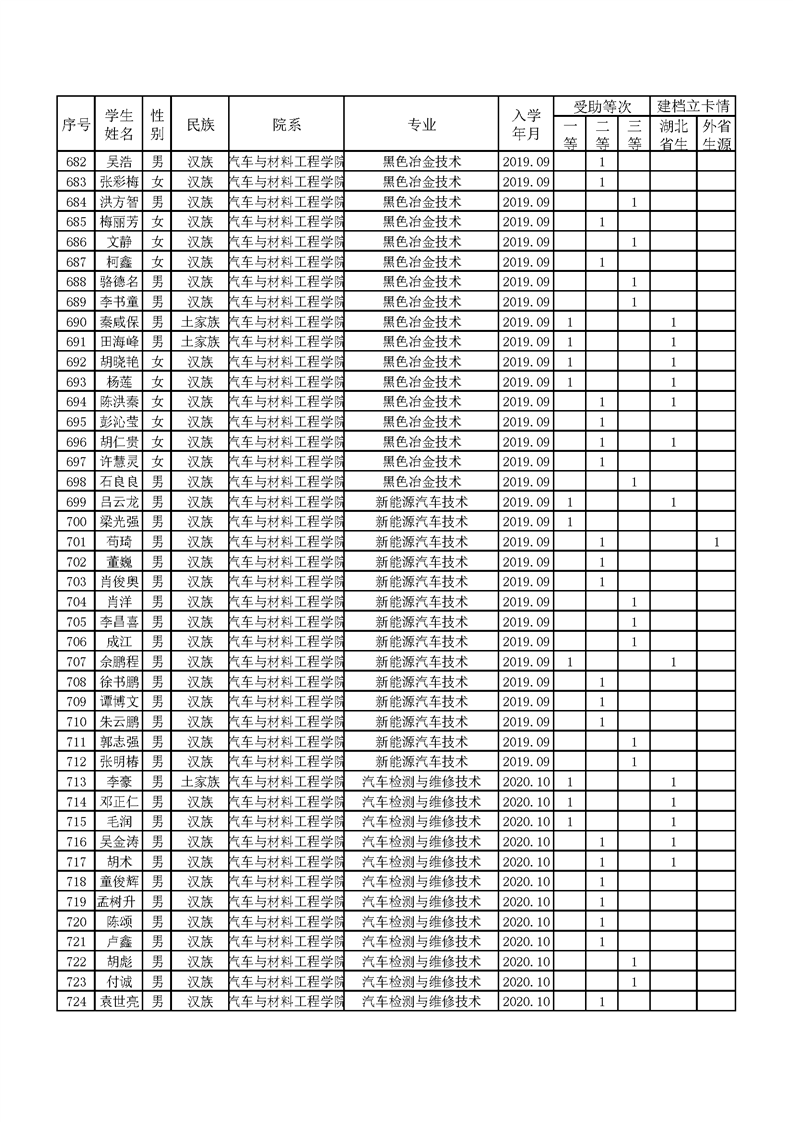 序号 学生姓名 性别 民族 院系 专业 入学年月 受助等次 建档立卡情
一等 二等 三等 湖北省生 外省生源
682 吴浩 男 汉族 汽车与材料工程学院 黑色冶金技术 2019.09 1
683 张彩梅 女 汉族 汽车与材料工程学院 黑色冶金技术 2019.09 1
684 洪方智 男 汉族 汽车与材料工程学院 黑色冶金技术 2019.09 1
685 梅丽芳 女 汉族 汽车与材料工程学院 黑色冶金技术 2019.09 1
686 文静 女 汉族 汽车与材料工程学院 黑色冶金技术 2019.09 1
687 柯鑫 女 汉族 汽车与材料工程学院 黑色冶金技术 2019.09 1
688 骆德名 男 汉族 汽车与材料工程学院 黑色冶金技术 2019.09 1
689 李书童 男 汉族 汽车与材料工程学院 黑色冶金技术 2019.09 1
690 秦咸保 男 土家族 汽车与材料工程学院 黑色冶金技术 2019.09 1 1
691 田海峰 男 土家族 汽车与材料工程学院 黑色冶金技术 2019.09 1 1
692 胡晓艳 女 汉族 汽车与材料工程学院 黑色冶金技术 2019.09 1 1
693 杨莲 女 汉族 汽车与材料工程学院 黑色冶金技术 2019.09 1 1
694 陈洪秦 女 汉族 汽车与材料工程学院 黑色冶金技术 2019.09 1 1
695 彭沁莹 女 汉族 汽车与材料工程学院 黑色冶金技术 2019.09 1
696 胡仁贵 女 汉族 汽车与材料工程学院 黑色冶金技术 2019.09 1 1
697 许慧灵 女 汉族 汽车与材料工程学院 黑色冶金技术 2019.09 1
698 石良良 男 汉族 汽车与材料工程学院 黑色冶金技术 2019.09 1
699 吕云龙 男 汉族 汽车与材料工程学院 新能源汽车技术 2019.09 1 1
700 梁光强 男 汉族 汽车与材料工程学院 新能源汽车技术 2019.09 1
701 苟琦 男 汉族 汽车与材料工程学院 新能源汽车技术 2019.09 1 1
702 董巍 男 汉族 汽车与材料工程学院 新能源汽车技术 2019.09 1
703 肖俊奥 男 汉族 汽车与材料工程学院 新能源汽车技术 2019.09 1
704 肖洋 男 汉族 汽车与材料工程学院 新能源汽车技术 2019.09 1
705 李昌喜 男 汉族 汽车与材料工程学院 新能源汽车技术 2019.09 1
706 成江 男 汉族 汽车与材料工程学院 新能源汽车技术 2019.09 1
707 余鹏程 男 汉族 汽车与材料工程学院 新能源汽车技术 2019.09 1 1
708 徐书鹏 男 汉族 汽车与材料工程学院 新能源汽车技术 2019.09 1
709 谭博文 男 汉族 汽车与材料工程学院 新能源汽车技术 2019.09 1
710 朱云鹏 男 汉族 汽车与材料工程学院 新能源汽车技术 2019.09 1
711 郭志强 男 汉族 汽车与材料工程学院 新能源汽车技术 2019.09 1
712 张明椿 男 汉族 汽车与材料工程学院 新能源汽车技术 2019.09 1
713 李豪 男 土家族 汽车与材料工程学院 汽车检测与维修技术 2020.10 1 1
714 邓正仁 男 汉族 汽车与材料工程学院 汽车检测与维修技术 2020.10 1 1
715 毛润 男 汉族 汽车与材料工程学院 汽车检测与维修技术 2020.10 1 1
716 吴金涛 男 汉族 汽车与材料工程学院 汽车检测与维修技术 2020.10 1 1
717 胡术 男 汉族 汽车与材料工程学院 汽车检测与维修技术 2020.10 1 1
718 童俊辉 男 汉族 汽车与材料工程学院 汽车检测与维修技术 2020.10 1
719 孟树升 男 汉族 汽车与材料工程学院 汽车检测与维修技术 2020.10 1
720 陈颂 男 汉族 汽车与材料工程学院 汽车检测与维修技术 2020.10 1
721 卢鑫 男 汉族 汽车与材料工程学院 汽车检测与维修技术 2020.10 1
722 胡彪 男 汉族 汽车与材料工程学院 汽车检测与维修技术 2020.10 1
723 付诚 男 汉族 汽车与材料工程学院 汽车检测与维修技术 2020.10 1
724 袁世亮 男 汉族 汽车与材料工程学院 汽车检测与维修技术 2020.10 1